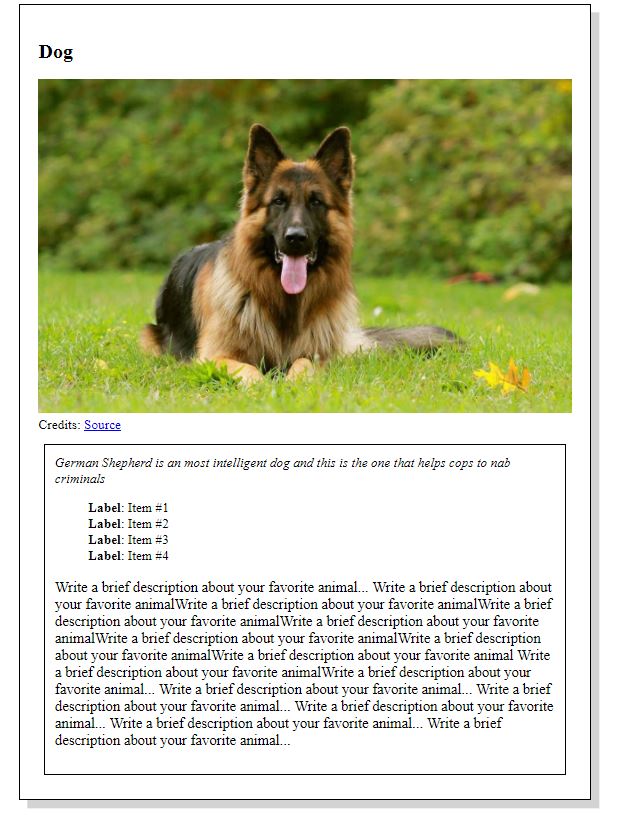 Dog
Credits: Source
German Shepherd is an most intelligent dog and this is the one that helps cops to nab
criminals
Label: Item #1
Label: Item #2
Label: Item #3
Label: Item #4
Write a brief description about your favorite animal... Write a brief description about
your favorite animalWrite a brief description about your favorite animalWrite a brief
description about your favorite animalWrite a brief description about your favorite
animalWrite a brief description about your favorite animalWrite a brief description
about your favorite animalWrite a brief description about your favorite animal Write
a brief description about your favorite animalWrite a brief description about your
favorite animal... Write a brief description about your favorite animal... Write a brief
description about your favorite animal... Write a brief description about your favorite
animal... Write a brief description about your favorite animal... Write a brief
description about your favorite animal...